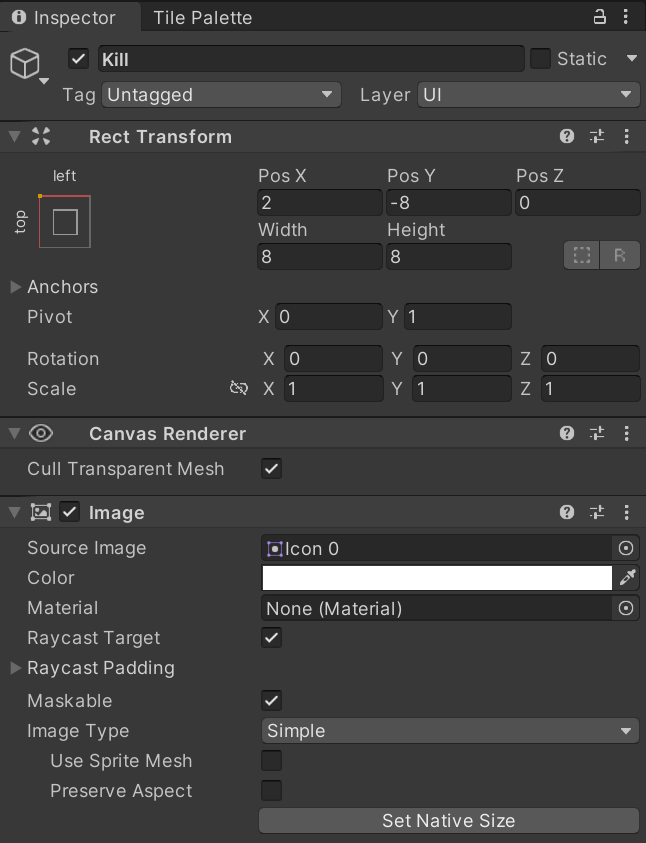 Inspector Tile Palette
Kill Static
Tag Untagged Layer UI
Rect Transform
left
top
Pos X Pos Y Pos Z
2 -8 0
Width Height
8 8 R
Anchors
Pivot X 0 Y 1
Rotation X 0 Y 0 Z 0
Scale X 1 Y 1 Z 1
Canvas Renderer
Cull Transparent Mesh
Image
Source Image Icon 0
Color
Material None (Material)
Raycast Target
Raycast Padding
Maskable
Image Type Simple
Use Sprite Mesh
Preserve Aspect
Set Native Size